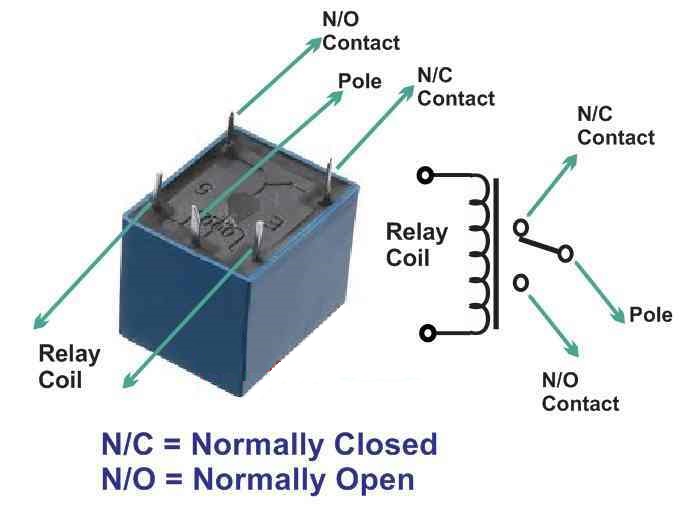 N/O
Contact
Pole
N/C
Contact
N/C
Contact
Relay
Coil
Pole
Relay
Coil
N/O
Contact
N/C = Normally Closed
N/O = Normally Open